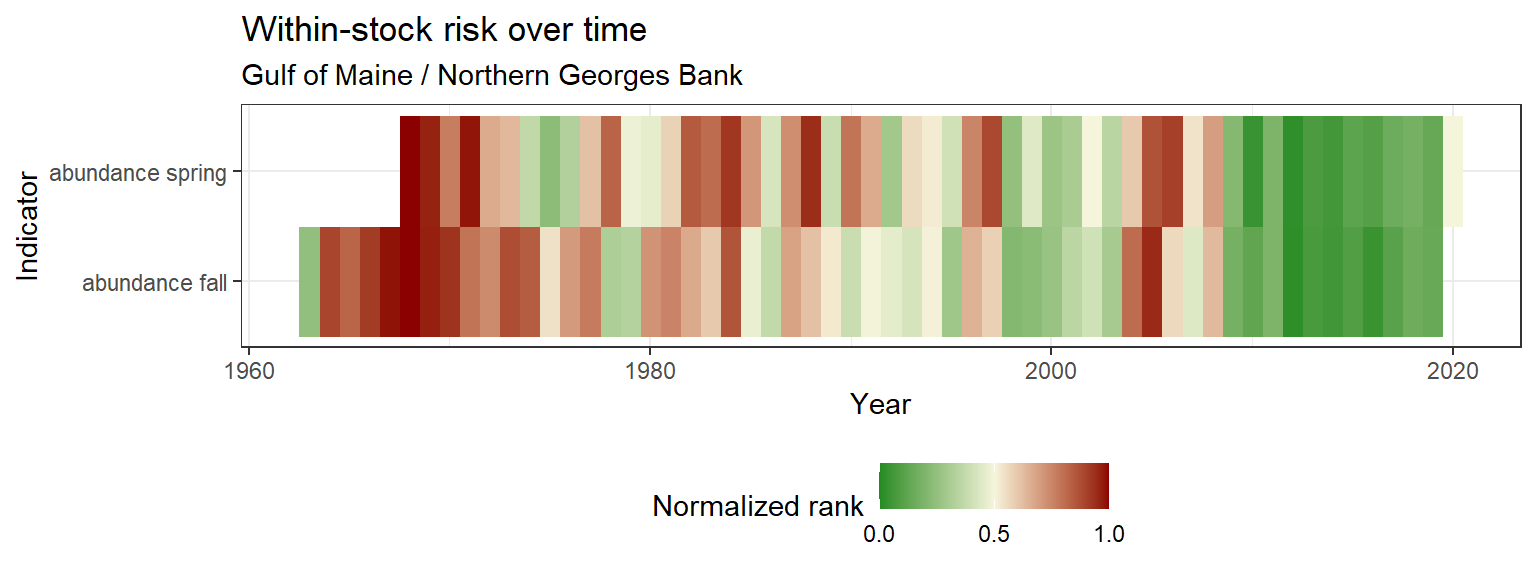 Within-stock risk over time
Gulf of Maine / Northern Georges Bank
Indicator
abundance spring
abundance fall
1960 1980 2000 2020
Year
Normalized rank
0.0 0.5 1.0